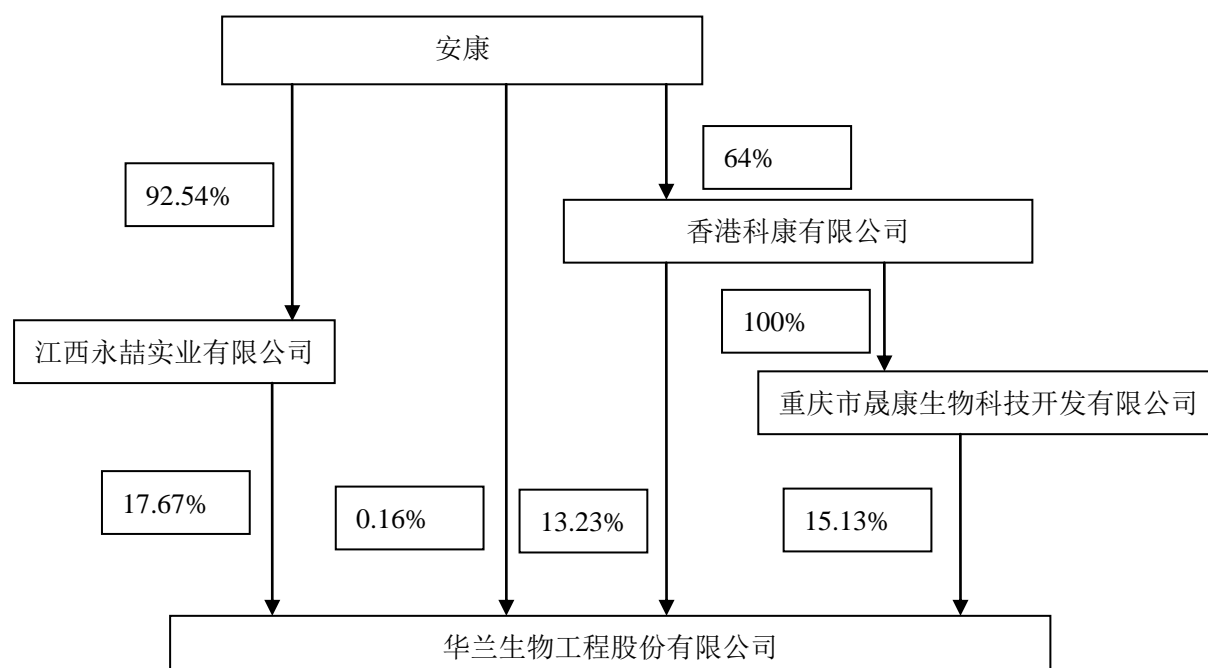 安康
92.54%
64%
香港科康有限公司
100%
江西永喆实业有限公司
重庆市晟康生物科技开发有限公司
17.67%
0.16%
13.23%
15.13%
华兰生物工程股份有限公司